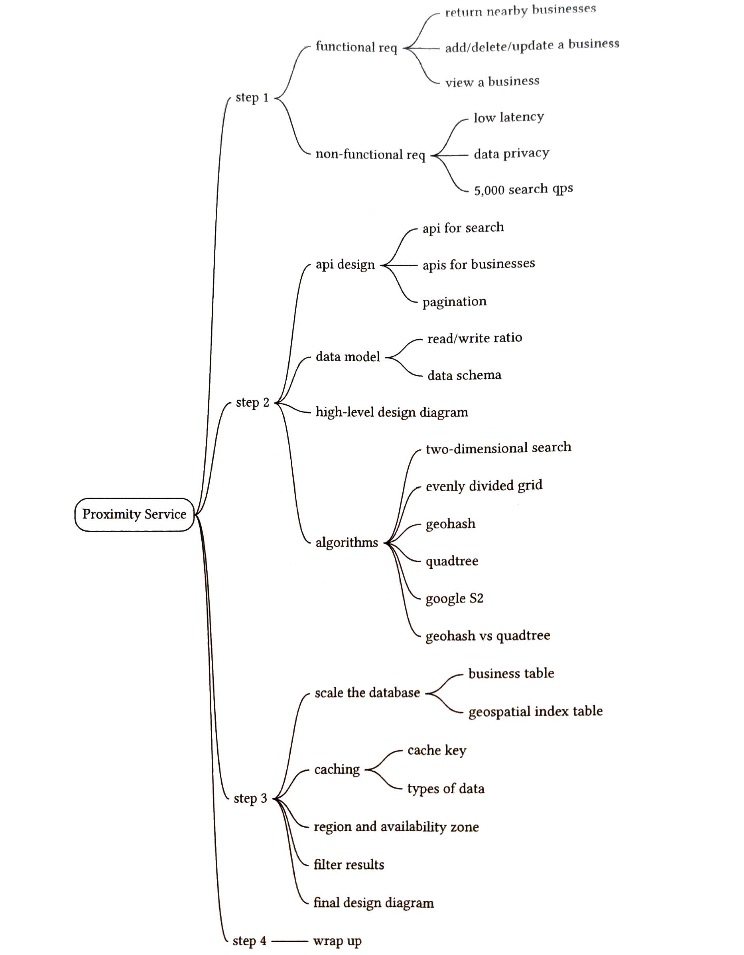 return nearby businesses
functional req
add/delete/update a business
view a business
step 1
low latency
non-functional req
data privacy
5,000 search qps
api for search
api design
apis for businesses
pagination
read/write ratio
data model
data schema
step 2
high-level design diagram
two-dimensional search
evenly divided grid
geohash
algorithms
quadtree
google S2
geohash vs quadtree
Proximity Service
business table
scale the database
geospatial index table
cache key
caching
types of data
step 3
region and availability zone
filter results
final design diagram
step 4
wrap up